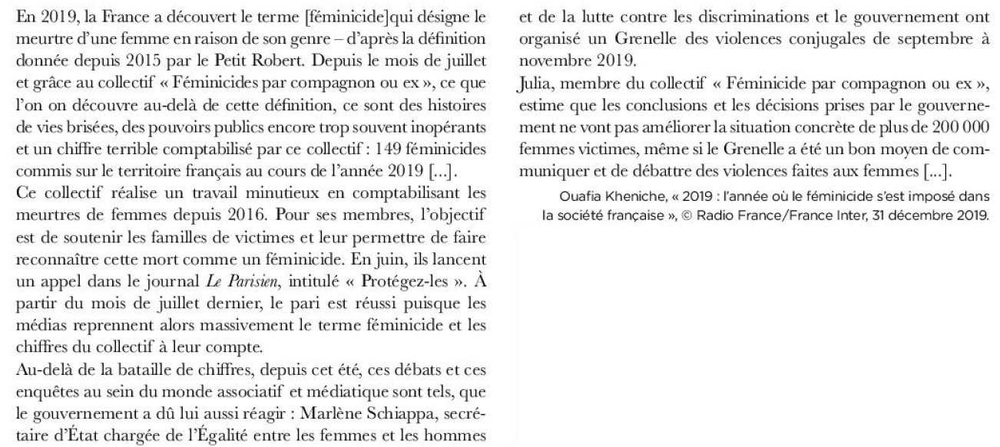 En 2019, la France a découvert le terme [féminicide]qui désigne le
meurtre d'une femme en raison de son genre – d'après la définition
donnée depuis 2015 par le Petit Robert. Depuis le mois de juillet
et grâce au collectif « Féminicides par compagnon ou ex », ce que
l'on on découvre au-delà de cette définition, ce sont des histoires
de vies brisées, des pouvoirs publics encore trop souvent inopérants
et un chiffre terrible comptabilisé par ce collectif : 149 féminicides
commis sur le territoire français au cours de l'année 2019 [...].
Ce collectif réalise un travail minutieux en comptabilisant les
meurtres de femmes depuis 2016. Pour ses membres, l'objectif
est de soutenir les familles de victimes et leur permettre de faire
reconnaître cette mort comme un féminicide. En juin, ils lancent
un appel dans le journal Le Parisien, intitulé « Protégez-les ». À
partir du mois de juillet dernier, le pari est réussi puisque les
médias reprennent alors massivement le terme féminicide et les
chiffres du collectif à leur compte.
Au-delà de la bataille de chiffres, depuis cet été, ces débats et ces
enquêtes au sein du monde associatif et médiatique sont tels, que
le gouvernement a dû lui aussi réagir : Marlène Schiappa, secré-
taire d'État chargée de l'Égalité entre les femmes et les hommes
et de la lutte contre les discriminations et le gouvernement ont
organisé un Grenelle des violences conjugales de septembre à
novembre 2019.
Julia, membre du collectif « Féminicide par compagnon ou ex »,
estime que les conclusions et les décisions prises par le gouverne-
ment ne vont pas améliorer la situation concrète de plus de 200 000
femmes victimes, même si le Grenelle a été un bon moyen de com-
muniquer et de débattre des violences faites aux femmes [...].
Ouafia Kheniche, « 2019 : l'année où le féminicide s'est imposé dans
la société française », © Radio France/France Inter, 31 décembre 2019.